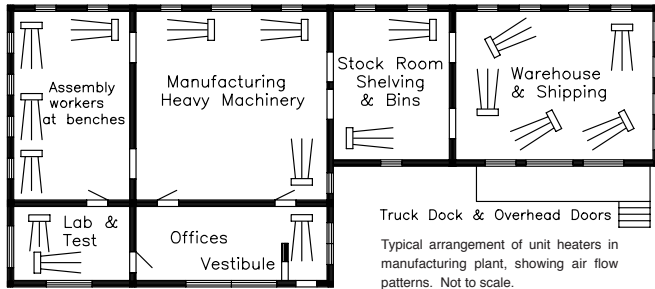 Assembly
workers
at benches
Manufacturing
Heavy Machinery
Stock Room
Shelving
& Bins
Warehouse
& Shipping
Lab &
Test
Offices
Vestibule
Truck Dock & Overhead Doors
Typical arrangement of unit heaters in
manufacturing plant, showing air flow
patterns. Not to scale.